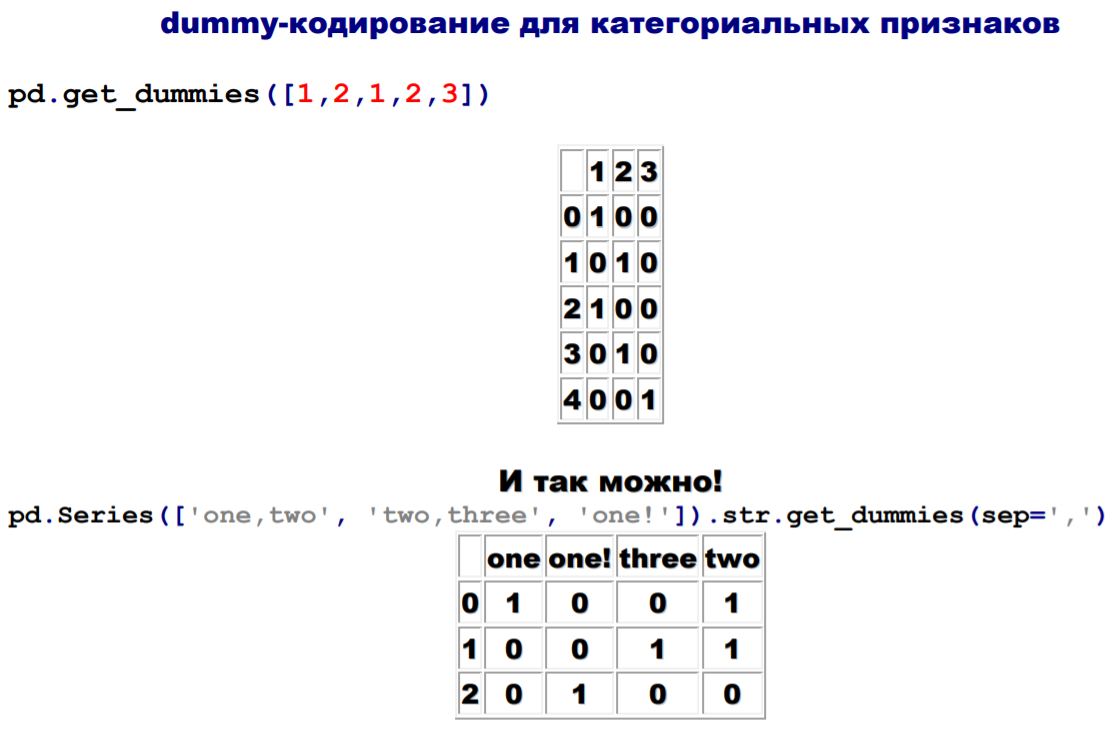 dummy-кодирование для категориальных признаков
pd.get_dummies([1,2,1,2,3])
1 2 3
0 1 0 0
1 0 1 0
2 1 0 0
3 0 1 0
4 0 0 1
И так можно!
pd.Series(['one,two', 'two,three', 'one!']).str.get_dummies(sep=',')
one one! three two
0 1 0 0 1
1 0 0 1 1
2 0 1 0 0